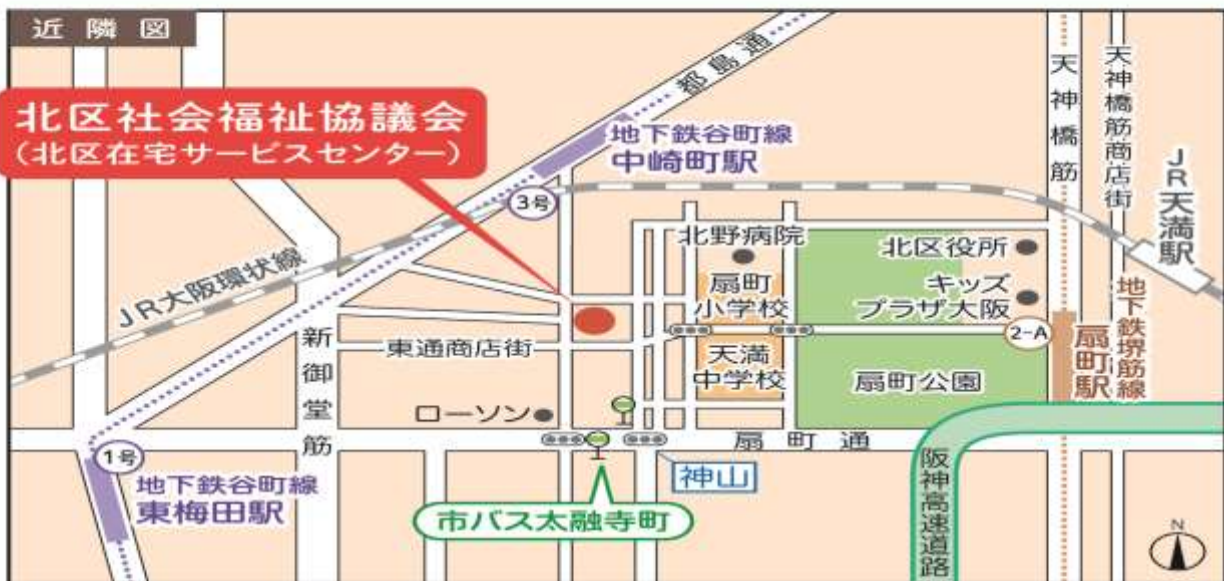 近隣図
都島通
北区社会福祉協議会
(北区在宅サービスセンター)
地下鉄谷町線
中崎町駅
天神橋筋
天神橋筋商店街
JR天満駅
3号
北野病院
北区役所
JR大阪環状線
扇町
小学校
キッズ
プラザ大阪
地下鉄堺筋線
扇町駅
2-A
新御堂筋
東通商店街
天満
中学校
扇町公園
ローソン
扇町通
1号
地下鉄谷町線
東梅田駅
神山
市バス太融寺町
阪神高速道路
N